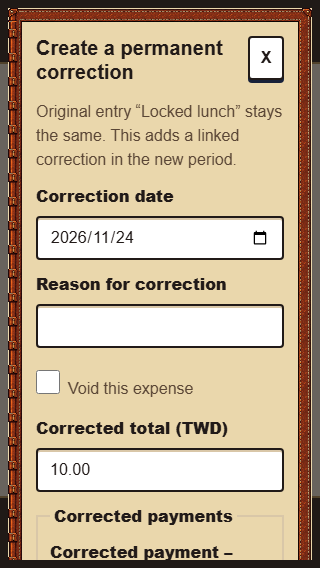 Create a permanent
correction
X
Original entry “Locked lunch” stays
the same. This adds a linked
correction in the new period.
Correction date
2026/11/24
Reason for correction
Void this expense
Corrected total (TWD)
10.00
Corrected payments
Corrected payment –